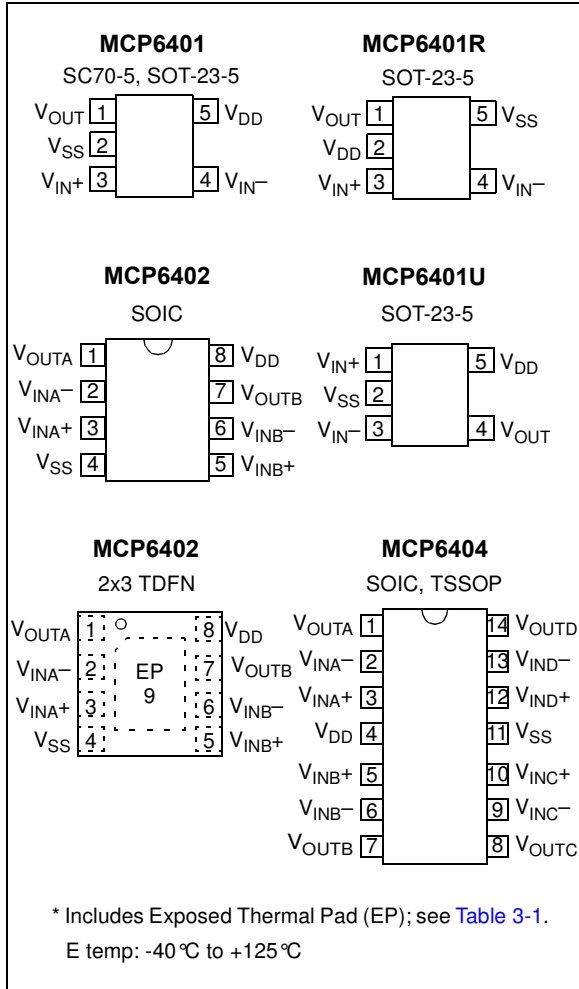 MCP6401
SC70-5, SOT-23-5
VOUT 1 5 VDD
VSS 2
VIN+ 3 4 VIN–
MCP6401R
SOT-23-5
VOUT 1 5 VSS
VDD 2
VIN+ 3 4 VIN–
MCP6402
SOIC
VOUTA 1 8 VDD
VINA– 2 7 VOUTB
VINA+ 3 6 VINB–
VSS 4 5 VINB+
MCP6401U
SOT-23-5
VIN+ 1 5 VDD
VSS 2
VIN– 3 4 VOUT
MCP6402
2x3 TDFN
VOUTA 1 8 VDD
VINA– 2 EP 7 VOUTB
VINA+ 3 9 6 VINB–
VSS 4 5 VINB+
MCP6404
SOIC, TSSOP
VOUTA 1 14 VOUTD
VINA– 2 13 VIND–
VINA+ 3 12 VIND+
VDD 4 11 VSS
VINB+ 5 10 VINC+
VINB– 6 9 VINC–
VOUTB 7 8 VOUTC
* Includes Exposed Thermal Pad (EP); see Table 3-1.
E temp: -40°C to +125°C